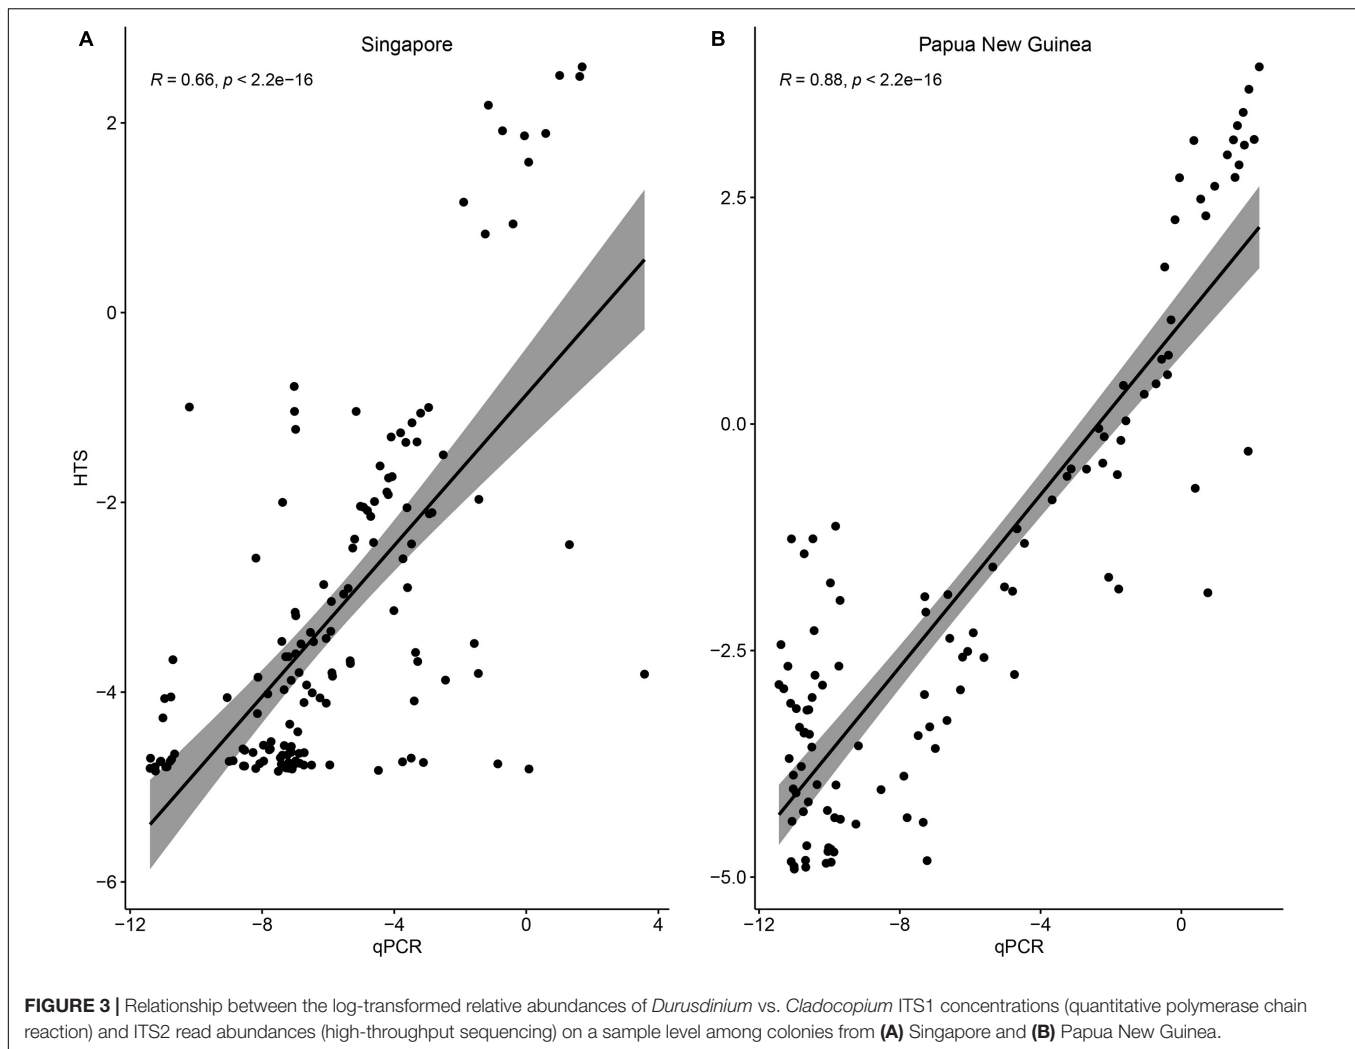 A
Singapore
R = 0.66, p < 2.2e−16
2
0
−2
−4
−6
HTS
−12
−8
−4
0
4
qPCR
B
Papua New Guinea
R = 0.88, p < 2.2e−16
2.5
0.0
−2.5
−5.0
−12
−8
−4
0
qPCR
FIGURE 3 | Relationship between the log-transformed relative abundances of Durusdinium vs. Cladocopium ITS1 concentrations (quantitative polymerase chain
reaction) and ITS2 read abundances (high-throughput sequencing) on a sample level among colonies from (A) Singapore and (B) Papua New Guinea.